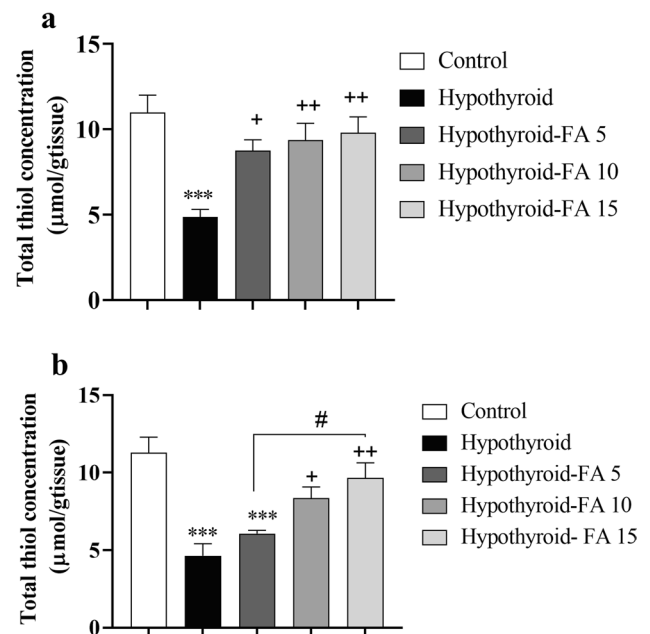 a
Total thiol concentration
(μmol/gtissue)
15
10
5
0
***
+
++
++
Control
Hypothyroid
Hypothyroid-FA 5
Hypothyroid-FA 10
Hypothyroid-FA 15
b
Total thiol concentration
(μmol/gtissue)
15
10
5
0
***
***
+
++
#
Control
Hypothyroid
Hypothyroid-FA 5
Hypothyroid-FA 10
Hypothyroid- FA 15